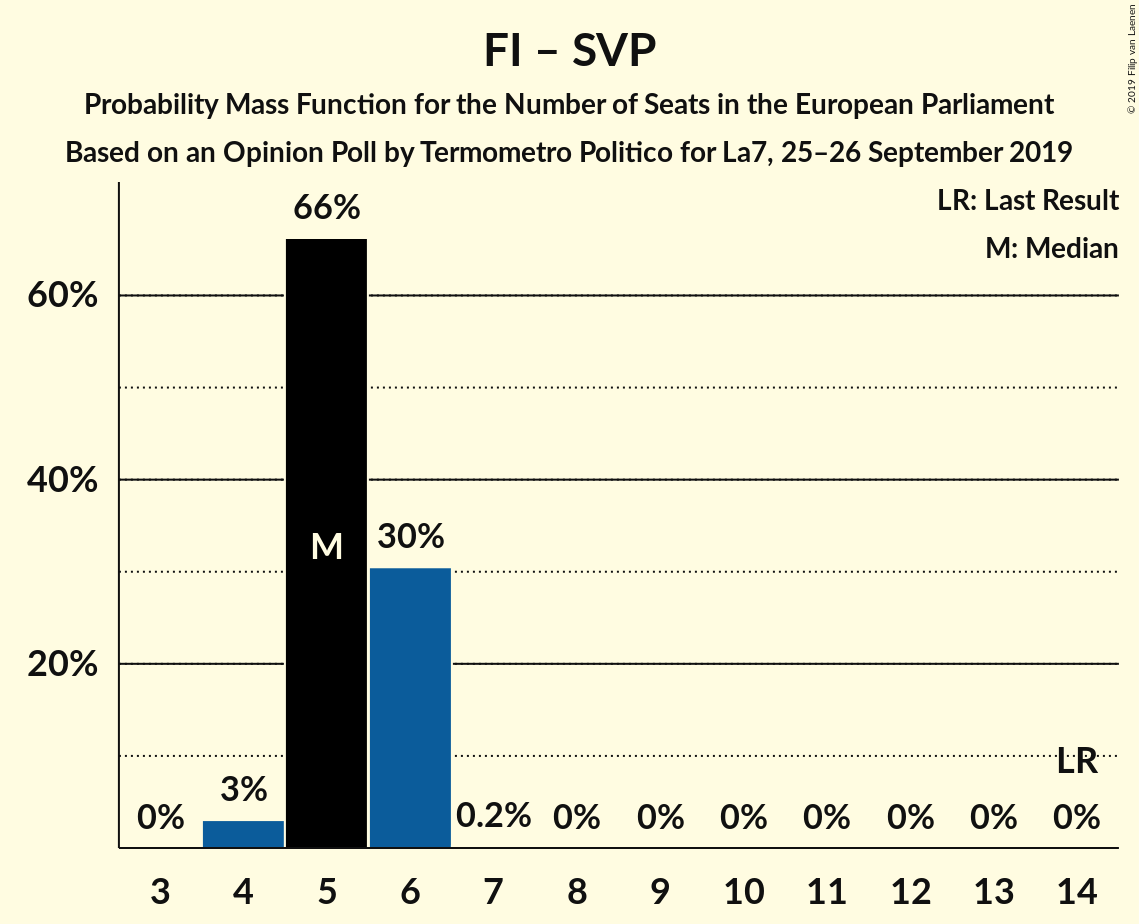 FI – SVP
Probability Mass Function for the Number of Seats in the European Parliament
Based on an Opinion Poll by Termometro Politico for La7, 25–26 September 2019
© 2019 Filip van Laenen
LR: Last Result
M: Median
66%
60%
40%
20%
M
30%
3%
0%
0.2%
0%
0%
0%
0%
0%
0%
LR
0%
3 4 5 6 7 8 9 10 11 12 13 14